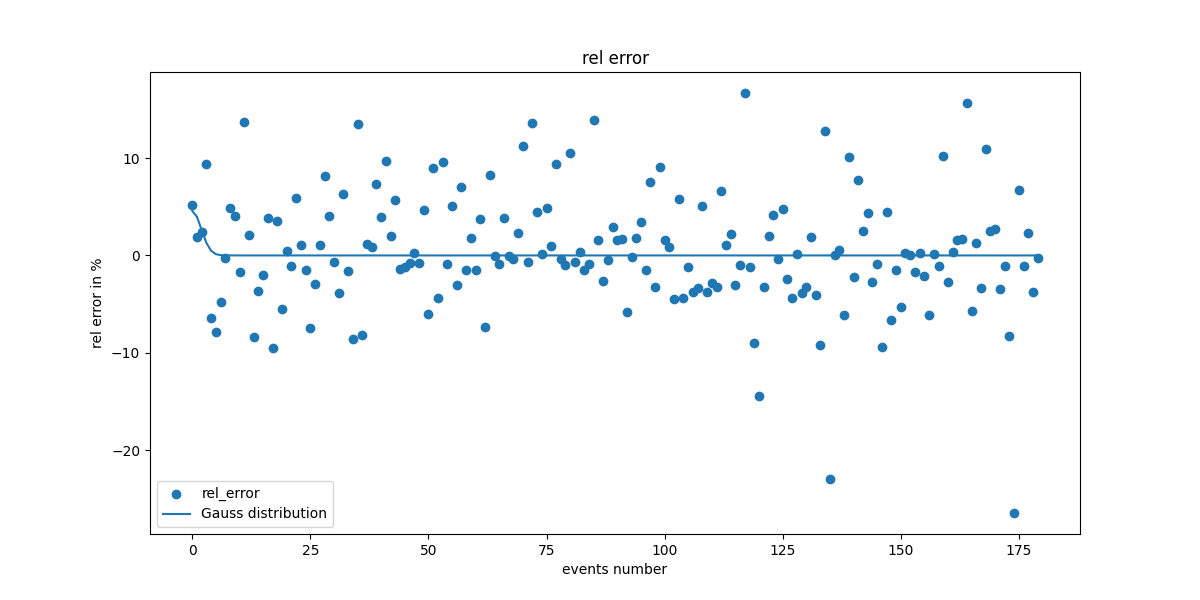 rel error
rel error in %
10
0
−10
−20
rel_error
Gauss distribution
0 25 50 75 100 125 150 175
events number